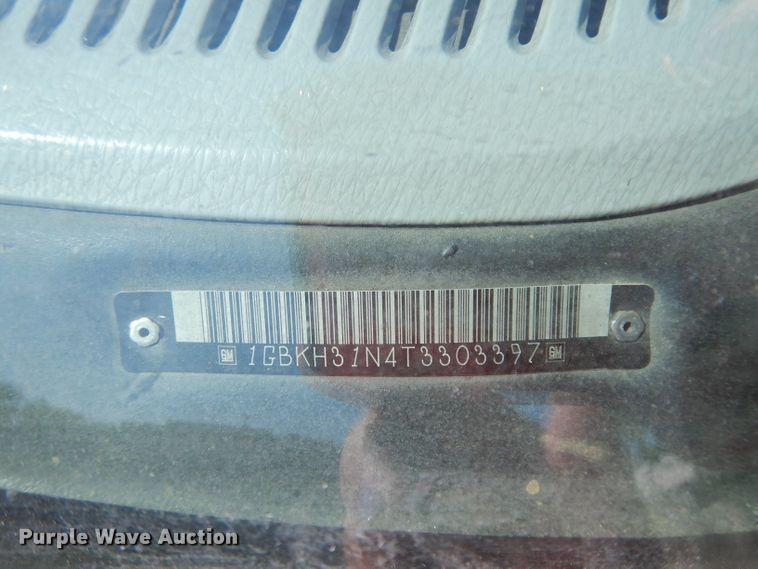 GM 1GBKH31N4T3303397 GM
Purple Wave Auction